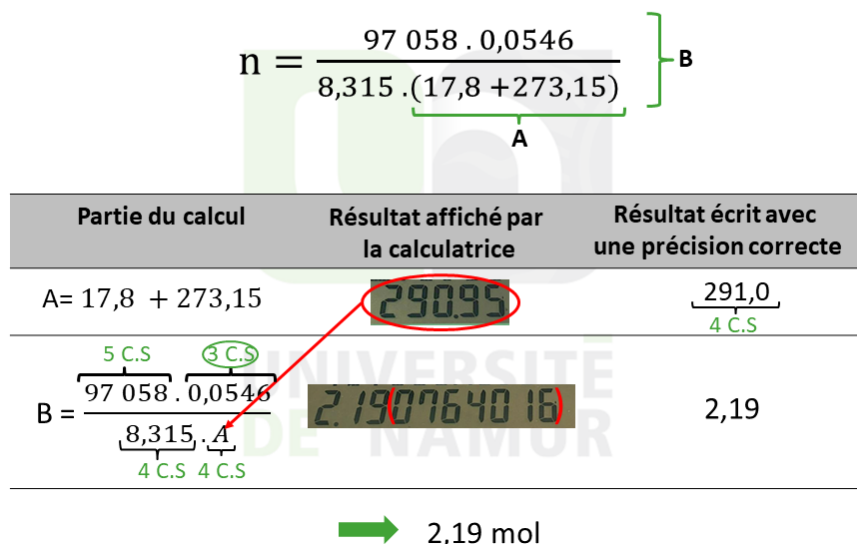 n = 97 058 . 0,0546 / 8,315 .(17,8 +273,15)
B
A
Partie du calcul
Résultat affiché par la calculatrice
Résultat écrit avec une précision correcte
A= 17,8 + 273,15
290.95
291,0
4 C.S
5 C.S 3 C.S
B = 97 058 . 0,0546 / 8,315 . A
4 C.S 4 C.S
2.19(0764016)
2,19
UNIVERSITÉ
DE NAMUR
2,19 mol